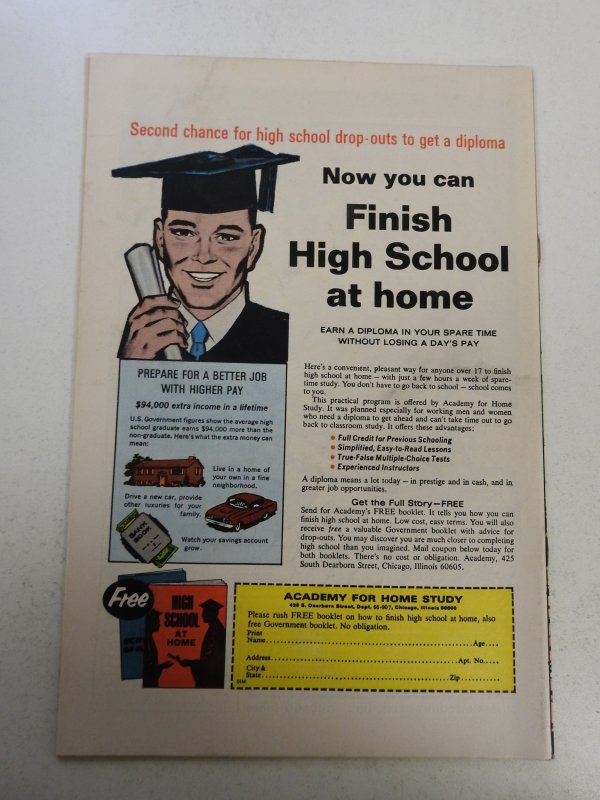 Second chance for high school drop-outs to get a diploma
Now you can
Finish
High School
at home
EARN A DIPLOMA IN YOUR SPARE TIME
WITHOUT LOSING A DAY'S PAY
PREPARE FOR A BETTER JOB
WITH HIGHER PAY
$94,000 extra income in a lifetime
U.S. Government figures show the average high
school graduate earns $94,000 more than the
non-graduate. Here's what the extra money can
mean:
Live in a home of
your own in a fine
neighborhood.
Drive a new car, provide
other luxuries for your
family.
BANK
BOOK
Watch your savings account
grow.
Here's a convenient, pleasant way for anyone over 17 to finish
high school at home — with just a few hours a week of spare-
time study. You don't have to go back to school — school comes
to you.
This practical program is offered by Academy for Home
Study. It was planned especially for working men and women
who need a diploma to get ahead and can't take time out to go
back to classroom study. It offers these advantages:
• Full Credit for Previous Schooling
• Simplified, Easy-to-Read Lessons
• True-False Multiple-Choice Tests
• Experienced Instructors
A diploma means a lot today — in prestige and in cash, and in
greater job opportunities.
Get the Full Story—FREE
Send for Academy's FREE booklet. It tells you how you can
finish high school at home. Low cost, easy terms. You will also
receive free a valuable Government booklet with advice for
drop-outs. You may discover you are much closer to completing
high school than you imagined. Mail coupon below today for
both booklets. There's no cost or obligation. Academy, 425
South Dearborn Street, Chicago, Illinois 60605.
Free
HIGH
SCHOOL
AT
HOME
ACADEMY FOR HOME STUDY
425 S. Dearborn Street, Dept. 65-907, Chicago, Illinois 60605
Please rush FREE booklet on how to finish high school at home, also
free Government booklet. No obligation.
Print
Name.......... Age....
Address.......... Apt. No.....
City &
State.......... Zip..........